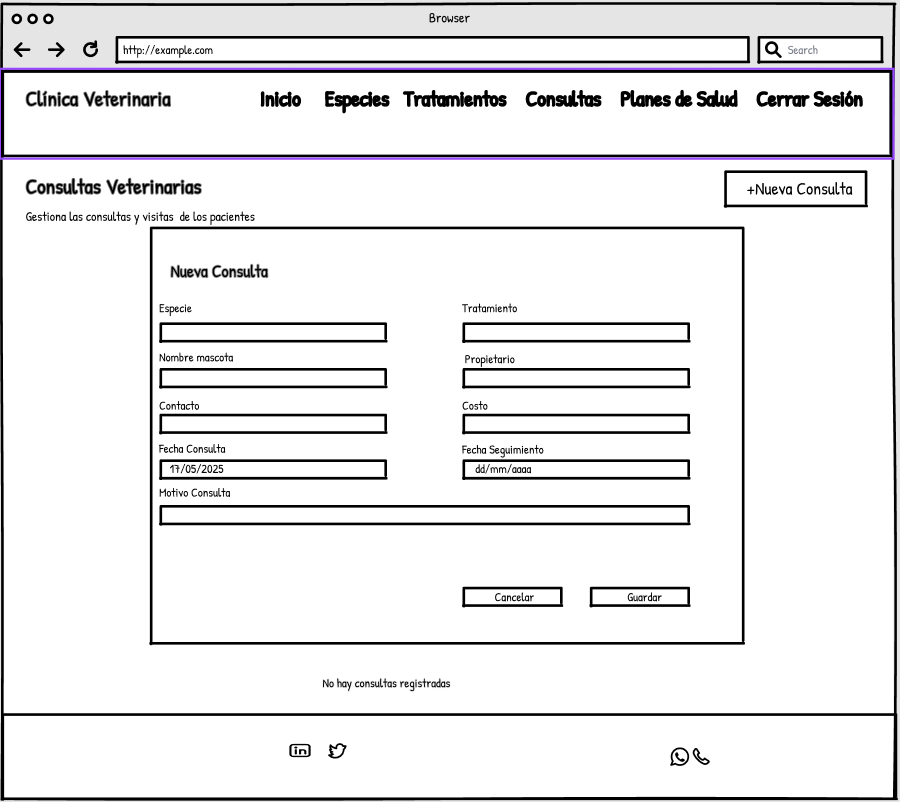 Browser
http://example.com
Search
Clínica Veterinaria
Inicio Especies Tratamientos Consultas Planes de Salud Cerrar Sesión
Consultas Veterinarias
+Nueva Consulta
Gestiona las consultas y visitas de los pacientes
Nueva Consulta
Especie
Tratamiento
Nombre mascota
Propietario
Contacto
Costo
Fecha Consulta
Fecha Seguimiento
17/05/2025
dd/mm/aaaa
Motivo Consulta
Cancelar
Guardar
No hay consultas registradas
in